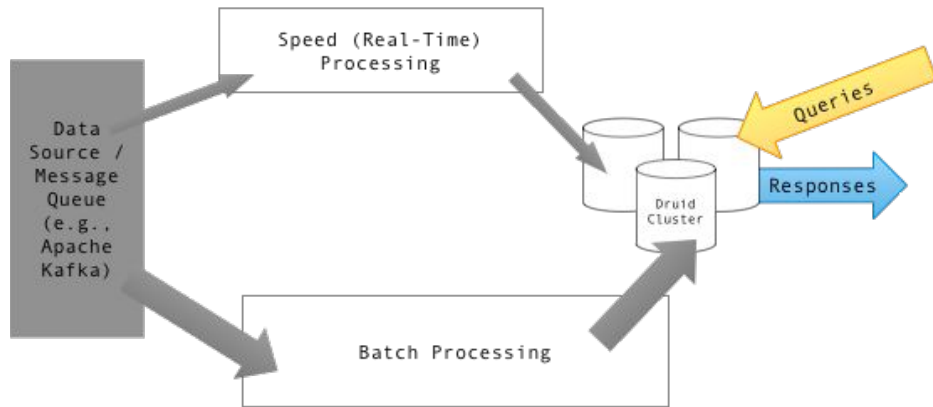 Speed (Real-Time)
Processing
Data
Source /
Message
Queue
(e.g.,
Apache
Kafka)
Queries
Responses
Druid
Cluster
Batch Processing